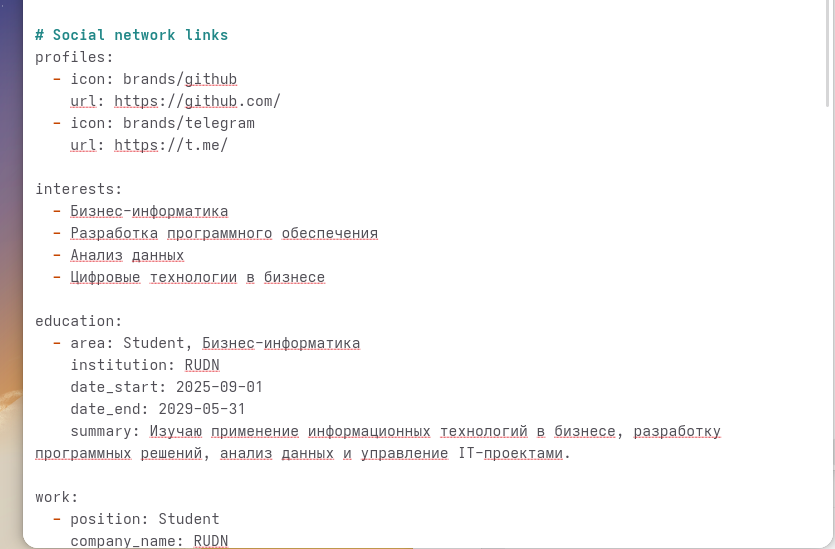 # Social network links
profiles:
  - icon: brands/github
    url: https://github.com/
  - icon: brands/telegram
    url: https://t.me/

interests:
  - Бизнес-информатика
  - Разработка программного обеспечения
  - Анализ данных
  - Цифровые технологии в бизнесе

education:
  - area: Student, Бизнес-информатика
    institution: RUDN
    date_start: 2025-09-01
    date_end: 2029-05-31
    summary: Изучаю применение информационных технологий в бизнесе, разработку
программных решений, анализ данных и управление IT-проектами.

work:
  - position: Student
    company_name: RUDN